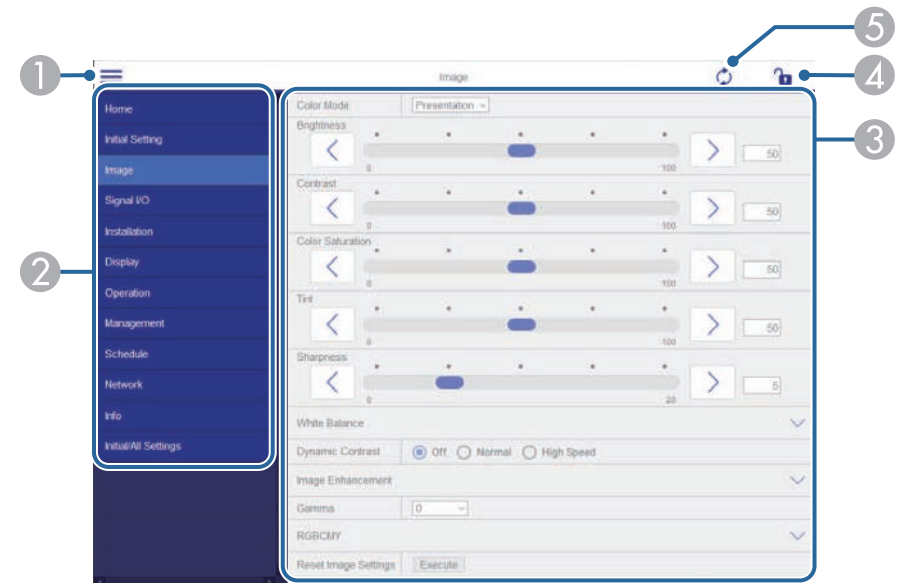 5
1
Image
4
Home
Initial Setting
Image
Signal I/O
Installation
2
Display
Operation
Management
Schedule
Network
Info
Initial/All Settings
Color Mode
Presentation
3
Brightness
0
100
50
Contrast
0
100
50
Color Saturation
0
100
50
Tint
0
100
50
Sharpness
0
20
5
White Balance
Dynamic Contrast
Off
Normal
High Speed
Image Enhancement
Gamma
0
RGBCMY
Reset Image Settings
Execute